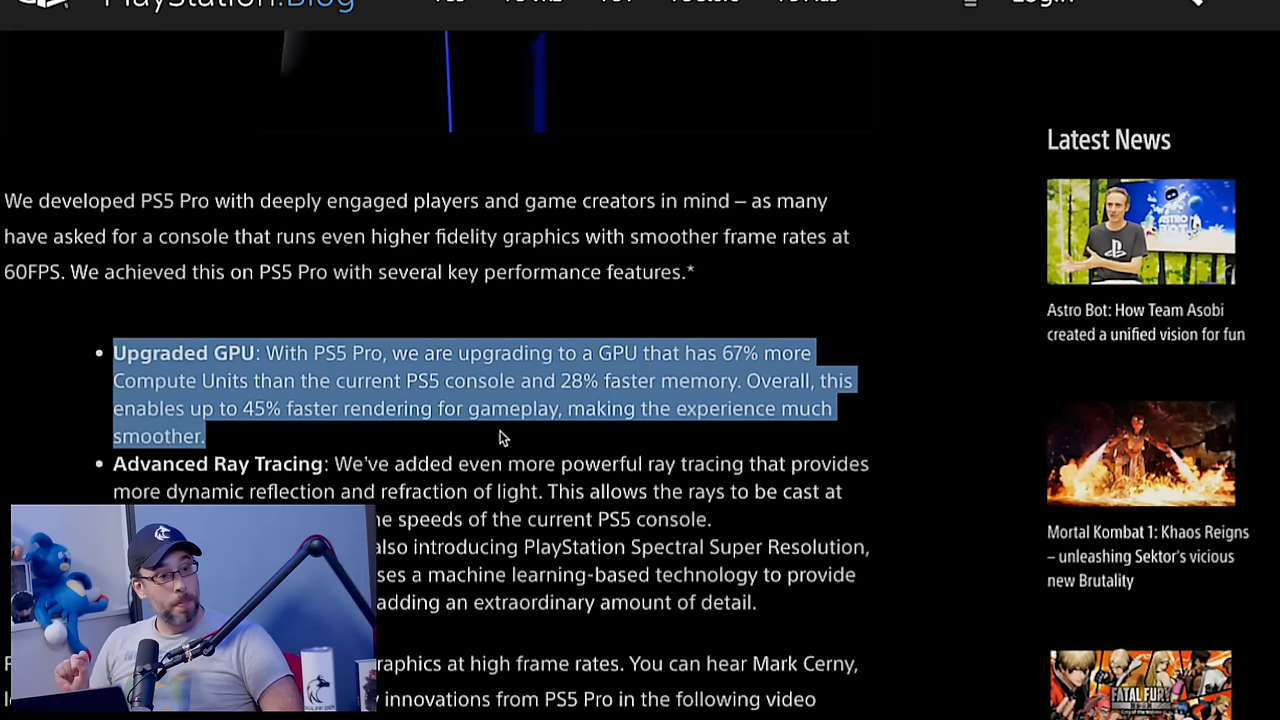 PlayStation.Blog
Login
Latest News
We developed PS5 Pro with deeply engaged players and game creators in mind – as many
have asked for a console that runs even higher fidelity graphics with smoother frame rates at
60FPS. We achieved this on PS5 Pro with several key performance features.*
• Upgraded GPU: With PS5 Pro, we are upgrading to a GPU that has 67% more
Compute Units than the current PS5 console and 28% faster memory. Overall, this
enables up to 45% faster rendering for gameplay, making the experience much
smoother.
• Advanced Ray Tracing: We've added even more powerful ray tracing that provides
more dynamic reflection and refraction of light. This allows the rays to be cast at
speeds of the current PS5 console.
also introducing PlayStation Spectral Super Resolution,
a machine learning-based technology to provide
adding an extraordinary amount of detail.
graphics at high frame rates. You can hear Mark Cerny,
innovations from PS5 Pro in the following video
ASTRO
BOT
Astro Bot: How Team Asobi
created a unified vision for fun
Mortal Kombat 1: Khaos Reigns
– unleashing Sektor's vicious
new Brutality
FATAL FURY